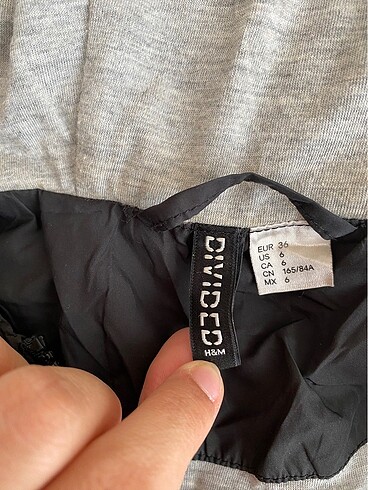 DIVIDED
H&M
EUR 36
US 6
CA 6
CN 165/84A
MX 6